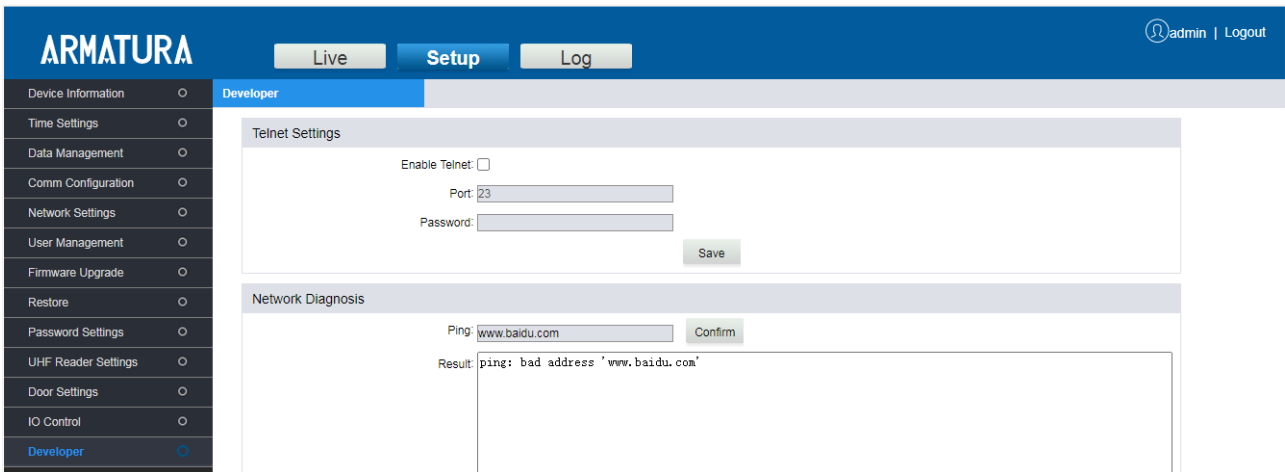 ARMATURA
Live
Setup
Log
admin | Logout
Device Information
Time Settings
Data Management
Comm Configuration
Network Settings
User Management
Firmware Upgrade
Restore
Password Settings
UHF Reader Settings
Door Settings
IO Control
Developer
Developer
Telnet Settings
Enable Telnet:
Port: 23
Password:
Save
Network Diagnosis
Ping: www.baidu.com
Confirm
Result: ping: bad address 'www.baidu.com'